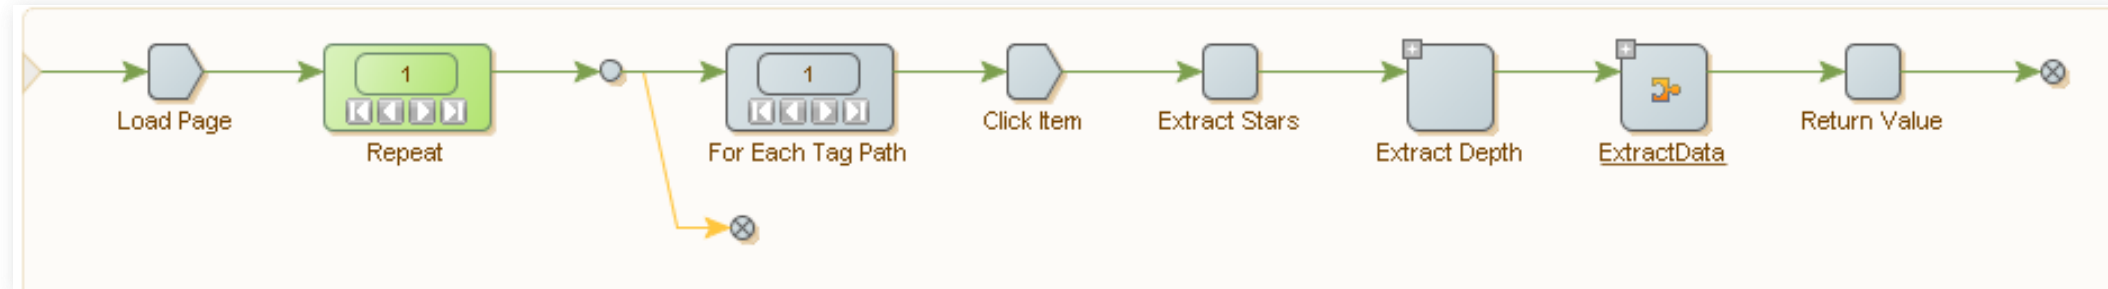 1
1
Load Page
Click Item
Extract Stars
Return Value
Repeat
For Each Tag Path
Extract Depth
ExtractData